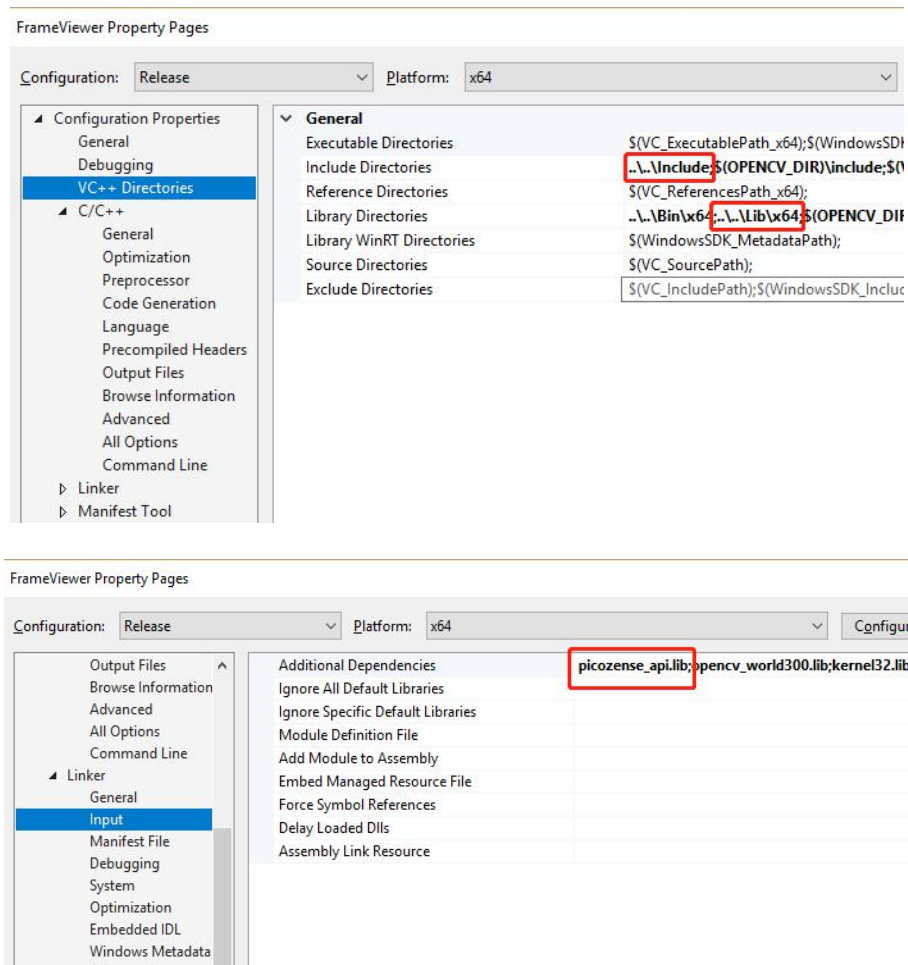 FrameViewer Property Pages
Configuration: Release Platform: x64
Configuration Properties
General
Debugging
VC++ Directories
C/C++
General
Optimization
Preprocessor
Code Generation
Language
Precompiled Headers
Output Files
Browse Information
Advanced
All Options
Command Line
Linker
Manifest Tool
General
Executable Directories $(VC_ExecutablePath_x64);$(WindowsSDK
Include Directories ..\..\Include;$(OPENCV_DIR)\include;$(V
Reference Directories $(VC_ReferencesPath_x64);
Library Directories ..\..\Bin\x64;..\..\Lib\x64;$(OPENCV_DIR
Library WinRT Directories $(WindowsSDK_MetadataPath);
Source Directories $(VC_SourcePath);
Exclude Directories $(VC_IncludePath);$(WindowsSDK_Includ
FrameViewer Property Pages
Configuration: Release Platform: x64 Configur
Output Files
Browse Information
Advanced
All Options
Command Line
Linker
General
Input
Manifest File
Debugging
System
Optimization
Embedded IDL
Windows Metadata
Additional Dependencies picozense_api.lib;opencv_world300.lib;kernel32.lib
Ignore All Default Libraries
Ignore Specific Default Libraries
Module Definition File
Add Module to Assembly
Embed Managed Resource File
Force Symbol References
Delay Loaded Dlls
Assembly Link Resource